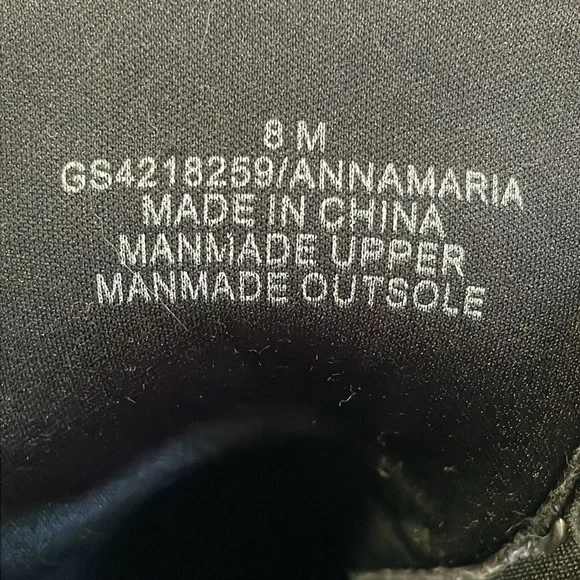 8 M
GS4218259/ANNAMARIA
MADE IN CHINA
MANMADE UPPER
MANMADE OUTSOLE